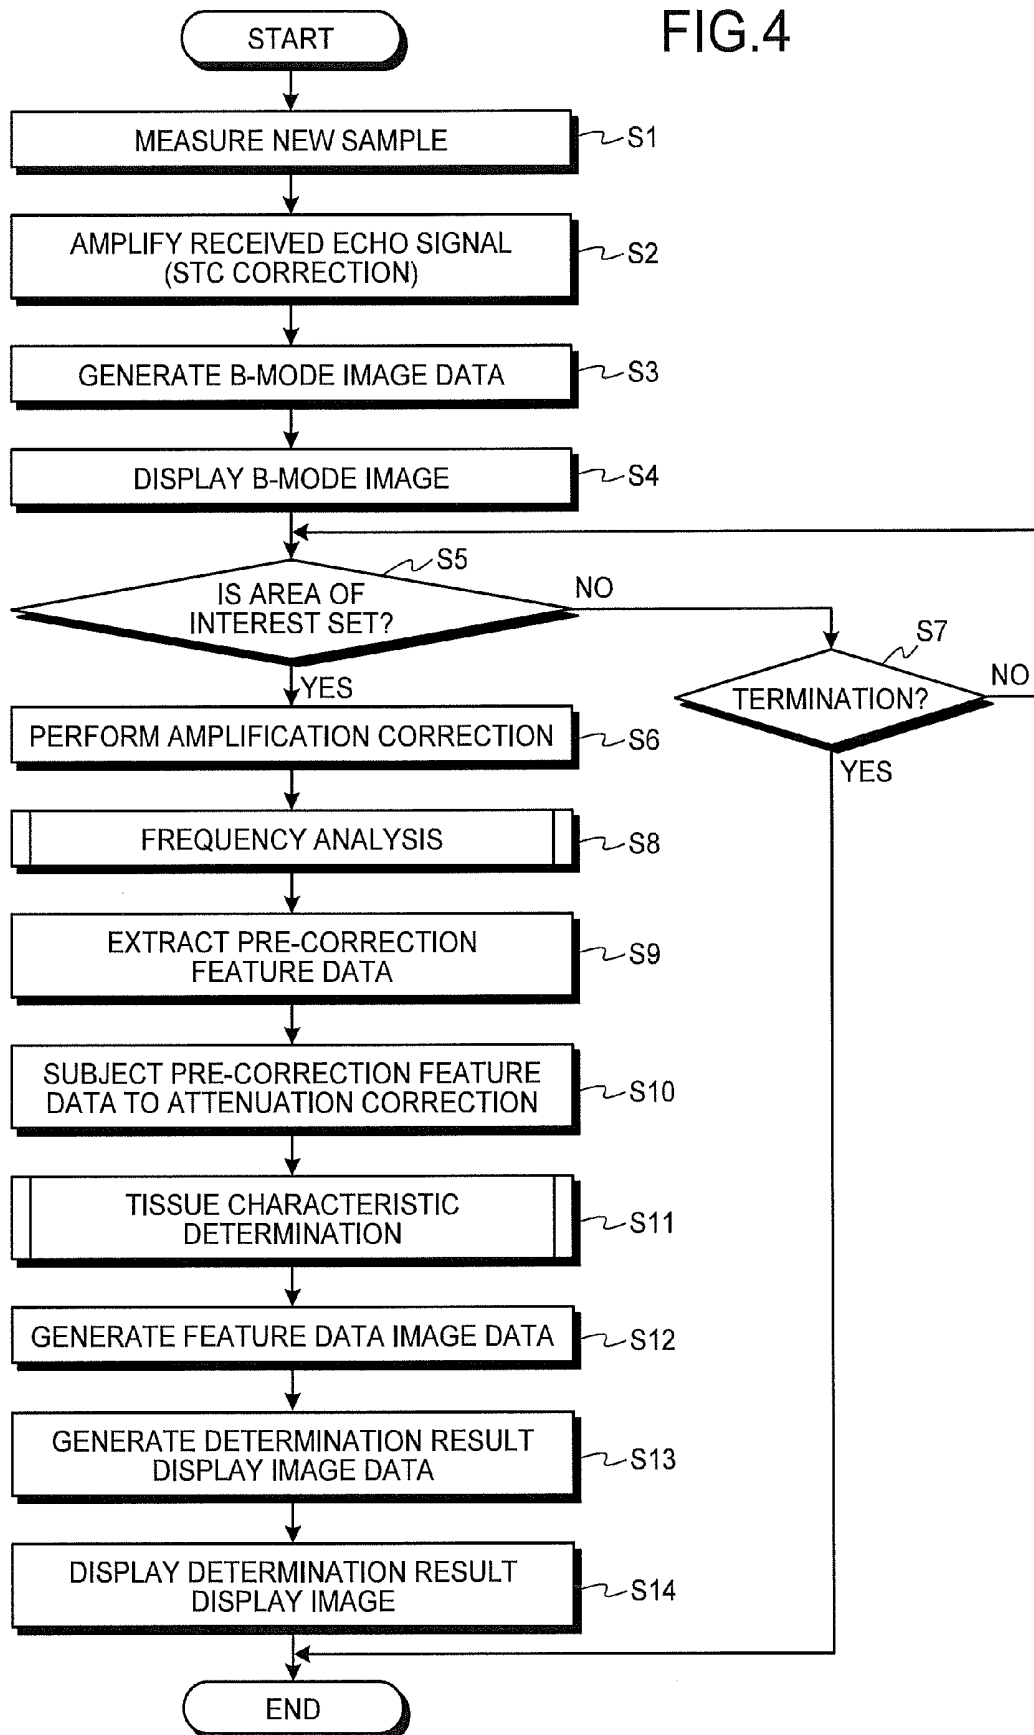 FIG.4
START
MEASURE NEW SAMPLE
S1
AMPLIFY RECEIVED ECHO SIGNAL
(STC CORRECTION)
S2
GENERATE B-MODE IMAGE DATA
S3
DISPLAY B-MODE IMAGE
S4
S5
IS AREA OF
INTEREST SET?
NO
YES
S7
TERMINATION?
NO
YES
PERFORM AMPLIFICATION CORRECTION
S6
FREQUENCY ANALYSIS
S8
EXTRACT PRE-CORRECTION
FEATURE DATA
S9
SUBJECT PRE-CORRECTION FEATURE
DATA TO ATTENUATION CORRECTION
S10
TISSUE CHARACTERISTIC
DETERMINATION
S11
GENERATE FEATURE DATA IMAGE DATA
S12
GENERATE DETERMINATION RESULT
DISPLAY IMAGE DATA
S13
DISPLAY DETERMINATION RESULT
DISPLAY IMAGE
S14
END